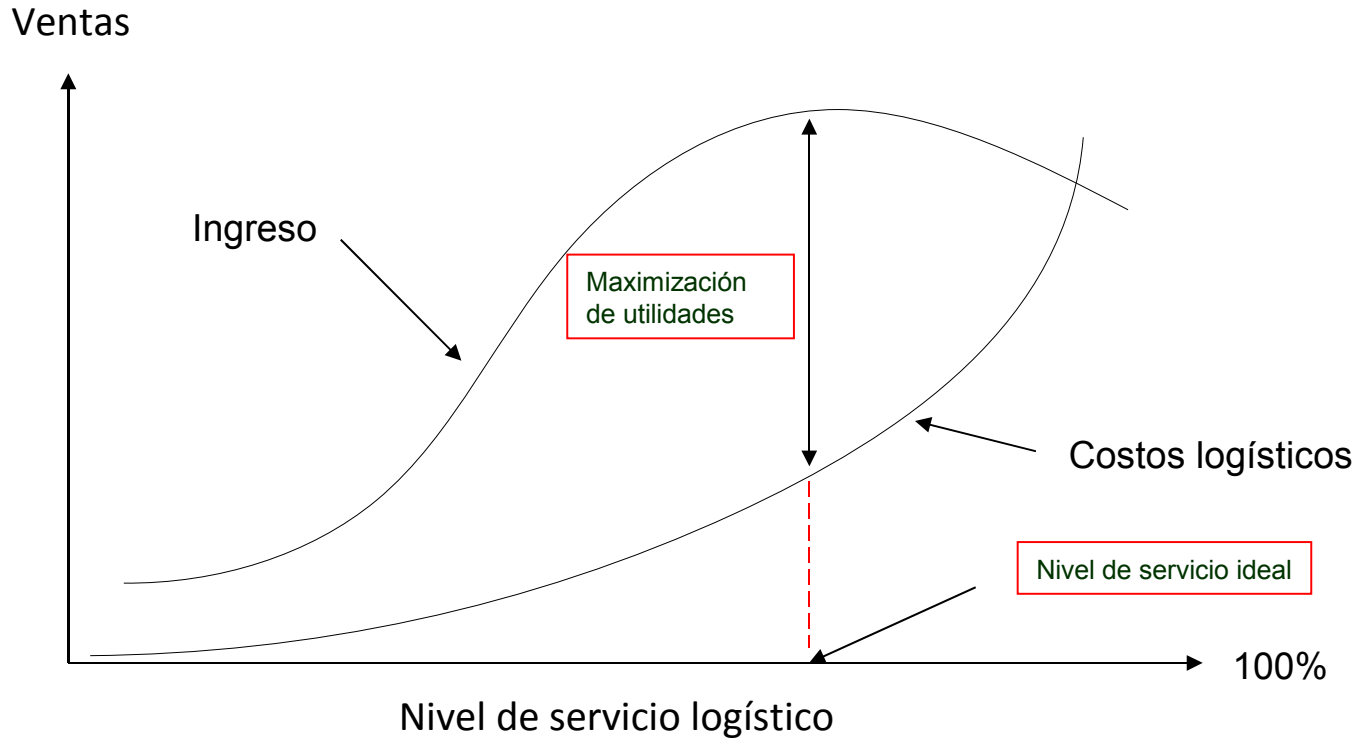 Ventas
Ingreso
Maximización
de utilidades
Costos logísticos
Nivel de servicio ideal
100%
Nivel de servicio logístico